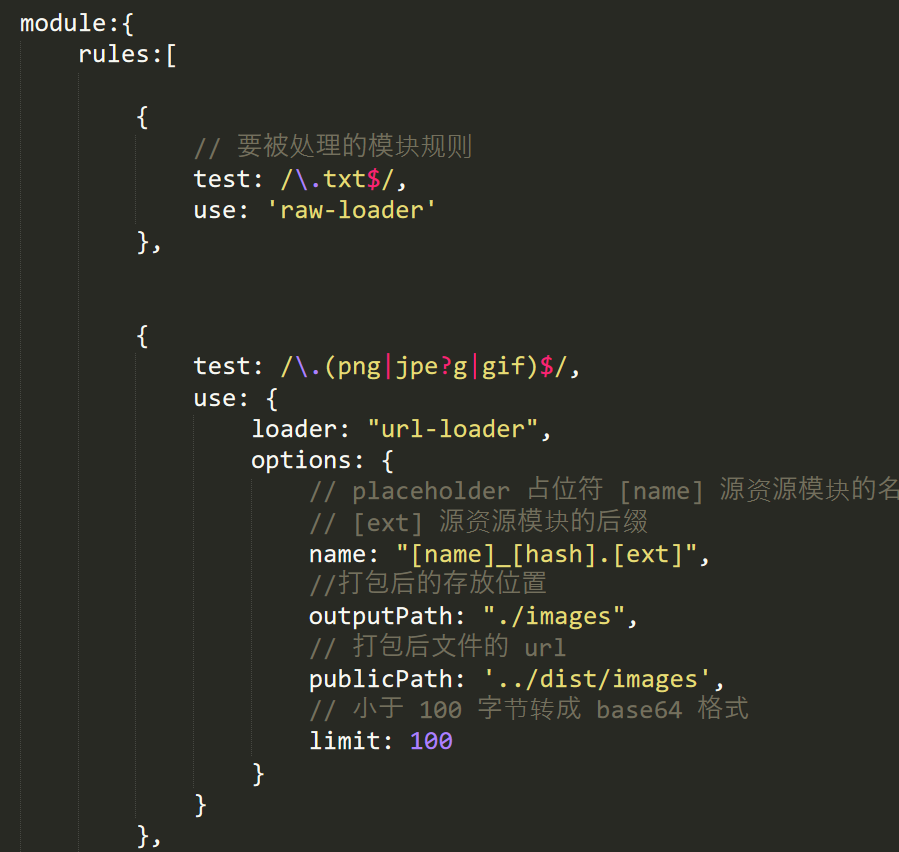 module:{
rules:[
{
// 要被处理的模块规则
test: /\.txt$/,
use: 'raw-loader'
},
{
test: /\.(png|jpe?g|gif)$/,
use: {
loader: "url-loader",
options: {
// placeholder 占位符 [name] 源资源模块的名
// [ext] 源资源模块的后缀
name: "[name]_[hash].[ext]",
//打包后的存放位置
outputPath: "./images",
// 打包后文件的 url
publicPath: '../dist/images',
// 小于 100 字节转成 base64 格式
limit: 100
}
}
},